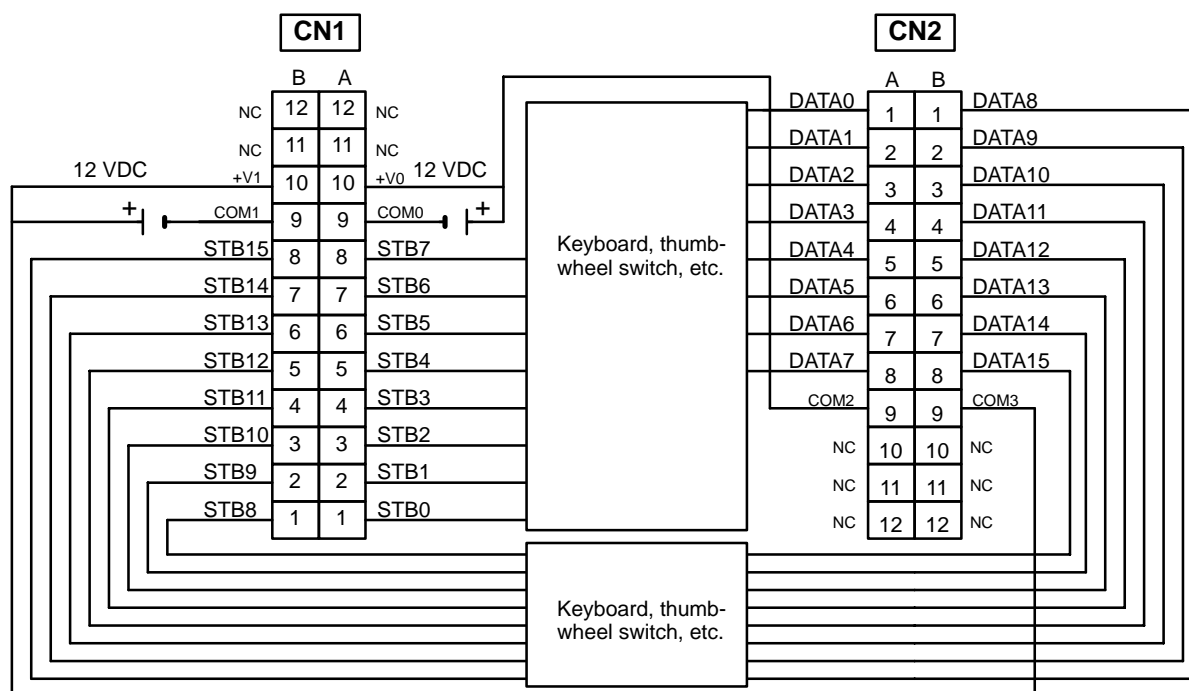 CN1 CN2
B A A B
NC 12 12 NC DATA0 1 1 DATA8
NC 11 11 NC DATA1 2 2 DATA9
12 VDC +V1 10 10 +V0 12 VDC DATA2 3 3 DATA10
+ COM1 9 9 COM0 + DATA3 4 4 DATA11
STB15 8 8 STB7 Keyboard, thumb-
wheel switch, etc. DATA4 5 5 DATA12
STB14 7 7 STB6 DATA5 6 6 DATA13
STB13 6 6 STB5 DATA6 7 7 DATA14
STB12 5 5 STB4 DATA7 8 8 DATA15
STB11 4 4 STB3 COM2 9 9 COM3
STB10 3 3 STB2 NC 10 10 NC
STB9 2 2 STB1 NC 11 11 NC
STB8 1 1 STB0 NC 12 12 NC
Keyboard, thumb-
wheel switch, etc.